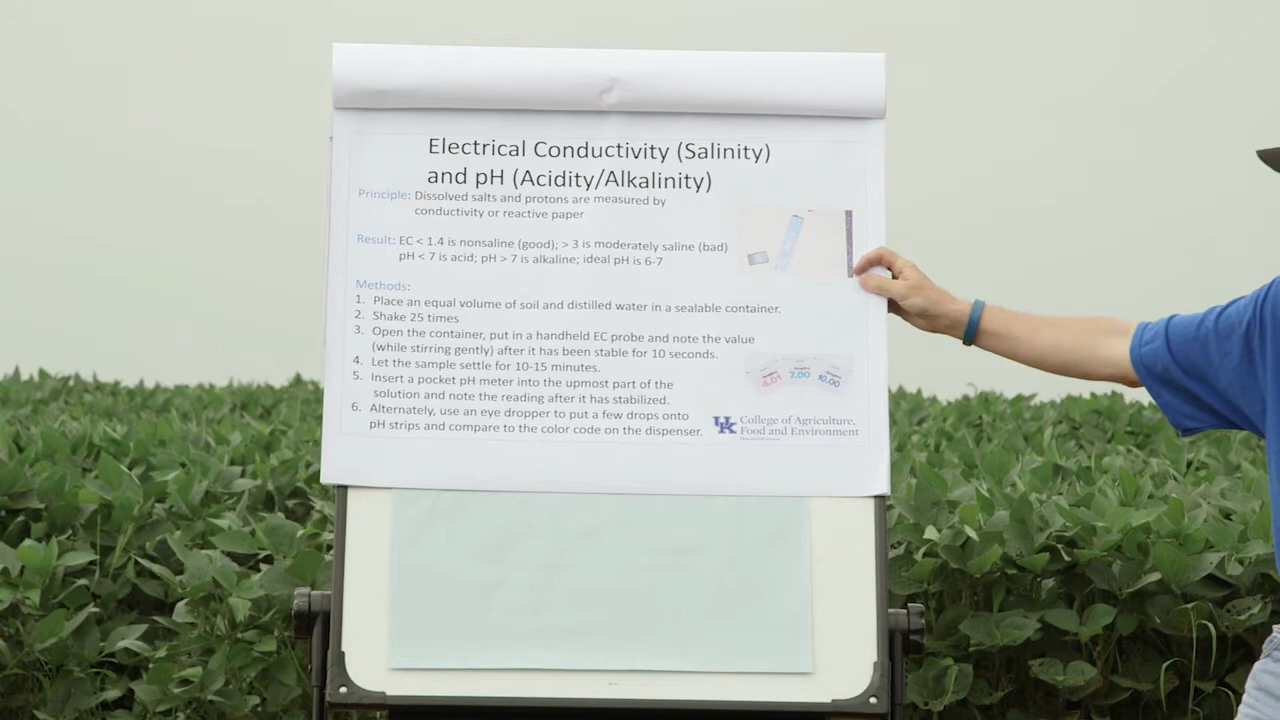 Electrical Conductivity (Salinity)
and pH (Acidity/Alkalinity)
Principle: Dissolved salts and protons are measured by
conductivity or reactive paper
Result: EC < 1.4 is nonsaline (good); > 3 is moderately saline (bad)
pH < 7 is acid; pH > 7 is alkaline; ideal pH is 6-7
Methods:
1. Place an equal volume of soil and distilled water in a sealable container.
2. Shake 25 times
3. Open the container, put in a handheld EC probe and note the value
(while stirring gently) after it has been stable for 10 seconds.
4. Let the sample settle for 10-15 minutes.
5. Insert a pocket pH meter into the upmost part of the
solution and note the reading after it has stabilized.
6. Alternately, use an eye dropper to put a few drops onto
pH strips and compare to the color code on the dispenser.
4.01 7.00 10.00
UK College of Agriculture,
Food and Environment